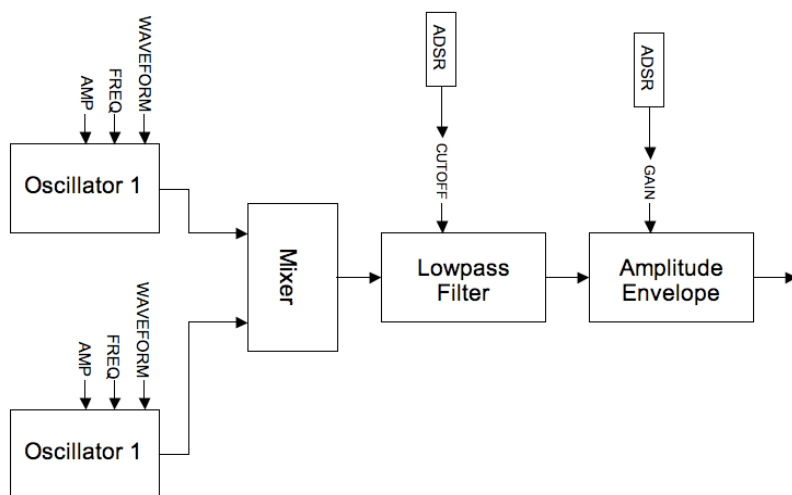 WAVEFORM
FREQ
AMP
Oscillator 1
ADSR
CUTOFF
ADSR
GAIN
Mixer
Lowpass
Filter
Amplitude
Envelope
WAVEFORM
FREQ
AMP
Oscillator 1